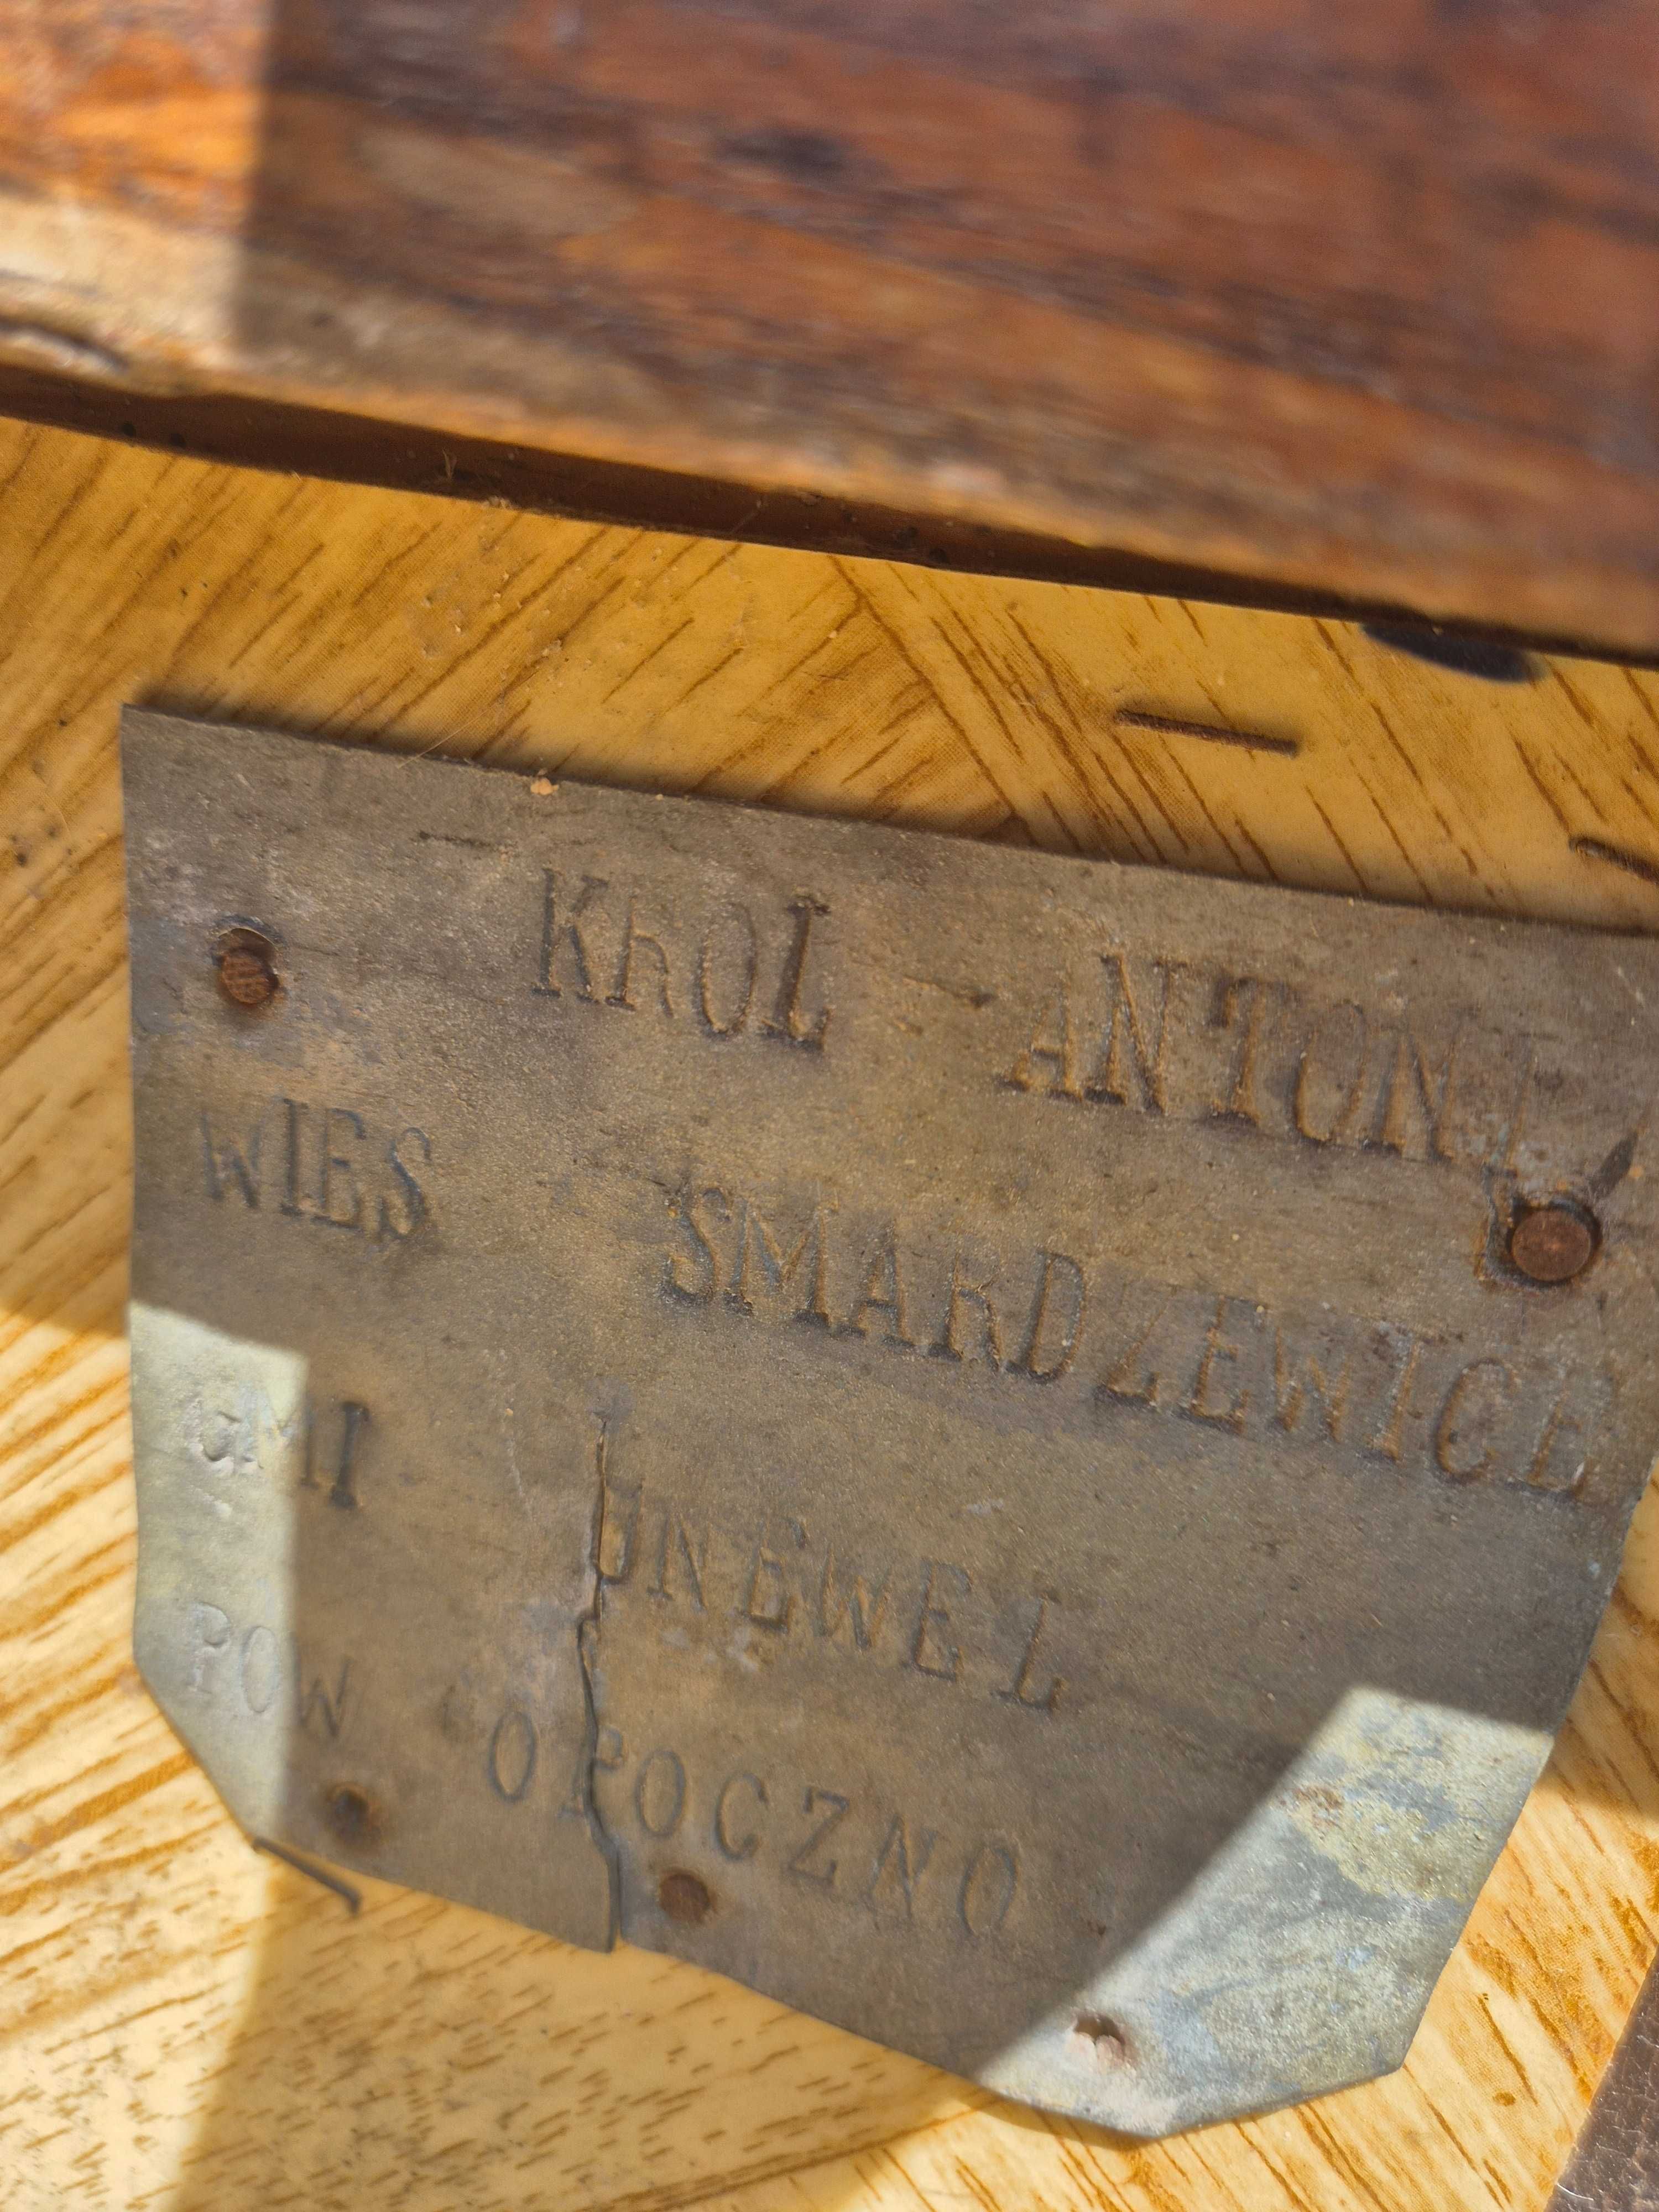 KROL - ANTONI
WIES SMARDZEWICE
GMI UNEWEL
POW OPOCZNO